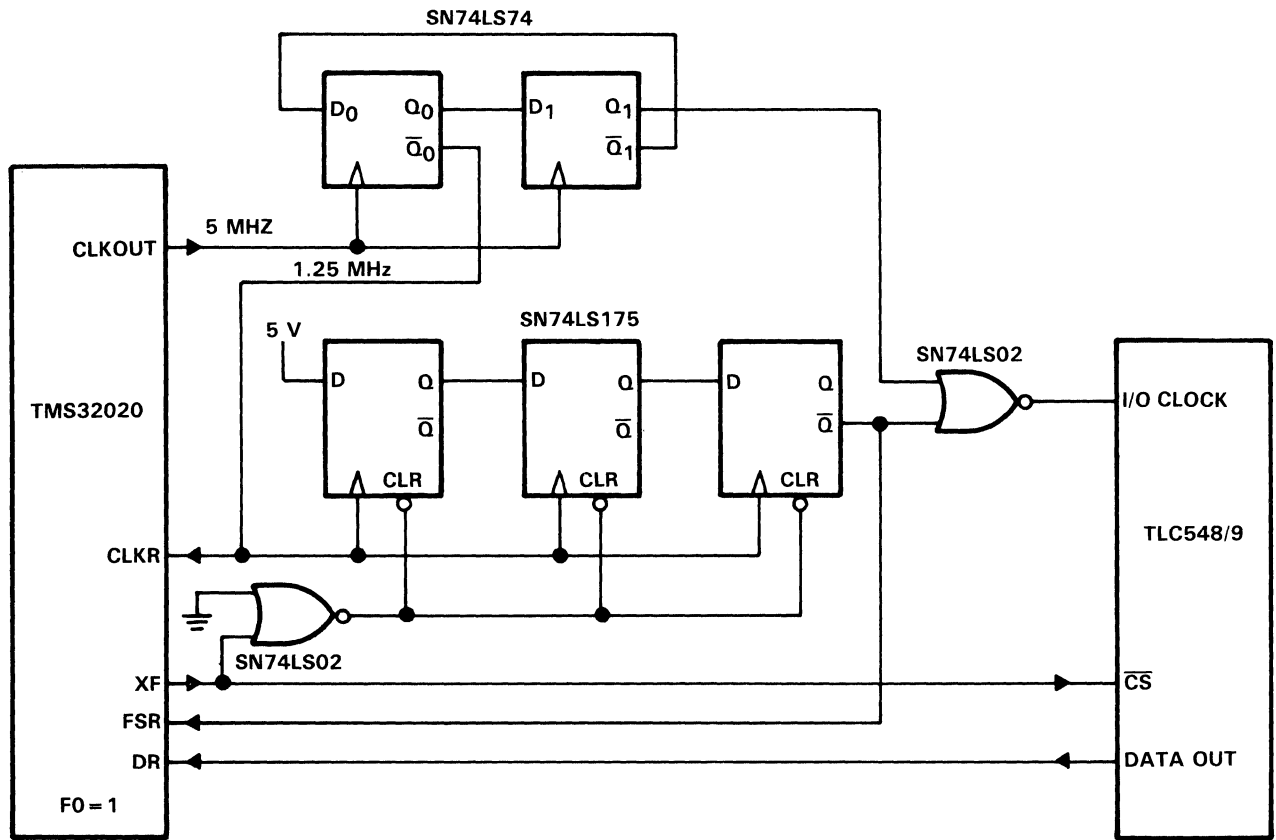 SN74LS74
D0 Q0
Q̅0
D1 Q1
Q̅1
CLKOUT
5 MHZ
1.25 MHz
5 V
SN74LS175
D Q
Q̅
CLR
D Q
Q̅
CLR
D Q
Q̅
CLR
SN74LS02
I/O CLOCK
TMS32020
TLC548/9
CLKR
SN74LS02
XF
C̅S̅
FSR
DR
DATA OUT
F0 = 1